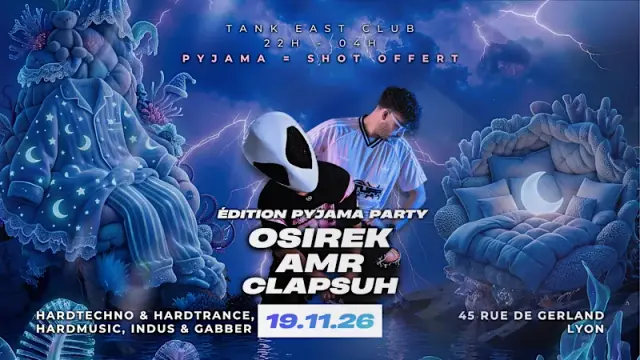 TANK EAST CLUB
22H - 04H
PYJAMA = SHOT OFFERT
ÉDITION PYJAMA PARTY
OSIREK
AMR
CLAPSUH
HARDTECHNO & HARDTRANCE,
HARDMUSIC, INDUS & GABBER
19.11.26
45 RUE DE GERLAND
LYON